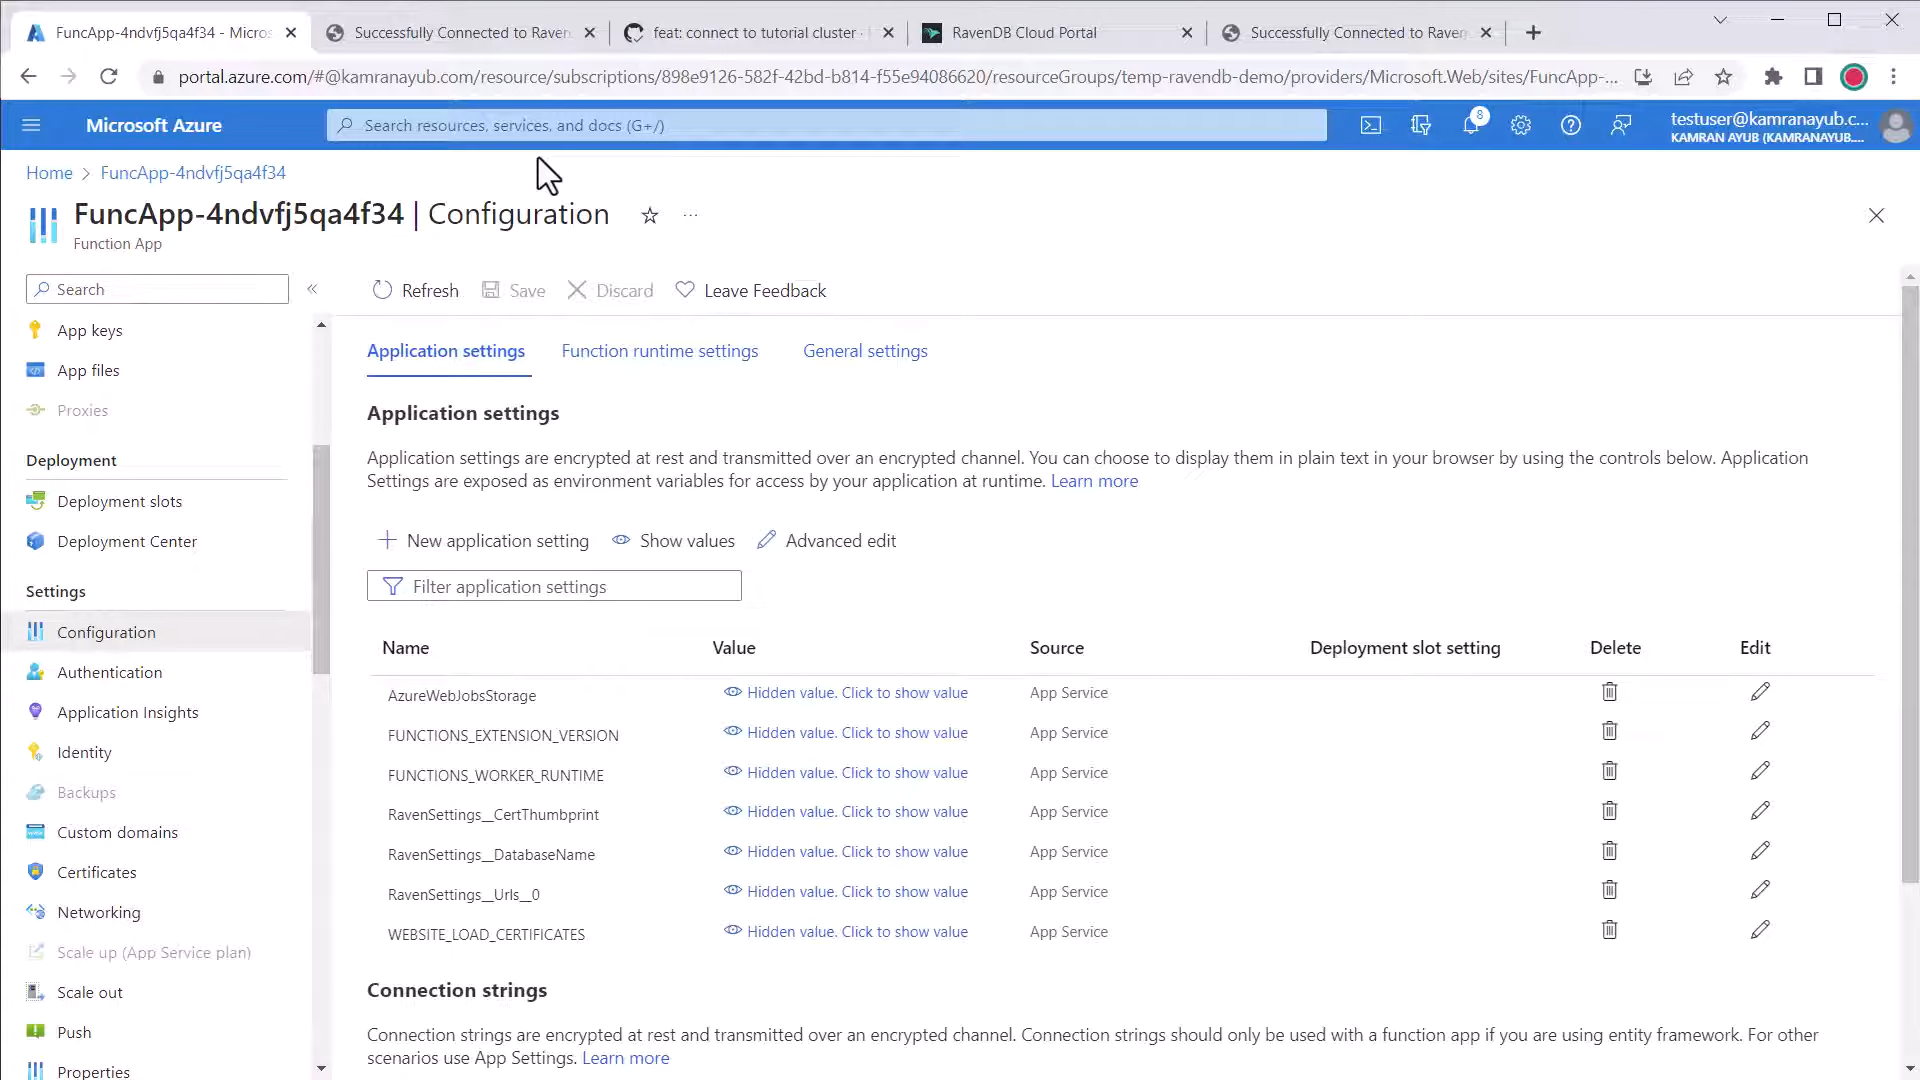 FuncApp-4ndvfj5qa4f34 - Micros
Successfully Connected to Raven
feat: connect to tutorial cluster ·
RavenDB Cloud Portal
Successfully Connected to Raven
portal.azure.com/#@kamranayub.com/resource/subscriptions/898e9126-582f-42bd-b814-f55e94086620/resourceGroups/temp-ravendb-demo/providers/Microsoft.Web/sites/FuncApp-...
Microsoft Azure
Search resources, services, and docs (G+/)
8
testuser@kamranayub.c...
KAMRAN AYUB (KAMRANAYUB....
Home > FuncApp-4ndvfj5qa4f34
FuncApp-4ndvfj5qa4f34 | Configuration
Function App
Search
Refresh
Save
Discard
Leave Feedback
App keys
App files
Proxies
Deployment
Deployment slots
Deployment Center
Settings
Configuration
Authentication
Application Insights
Identity
Backups
Custom domains
Certificates
Networking
Scale up (App Service plan)
Scale out
Push
Properties
Application settings
Function runtime settings
General settings
Application settings
Application settings are encrypted at rest and transmitted over an encrypted channel. You can choose to display them in plain text in your browser by using the controls below. Application
Settings are exposed as environment variables for access by your application at runtime. Learn more
New application setting
Show values
Advanced edit
Filter application settings
Name Value Source Deployment slot setting Delete Edit
AzureWebJobsStorage Hidden value. Click to show value App Service
FUNCTIONS_EXTENSION_VERSION Hidden value. Click to show value App Service
FUNCTIONS_WORKER_RUNTIME Hidden value. Click to show value App Service
RavenSettings__CertThumbprint Hidden value. Click to show value App Service
RavenSettings__DatabaseName Hidden value. Click to show value App Service
RavenSettings__Urls__0 Hidden value. Click to show value App Service
WEBSITE_LOAD_CERTIFICATES Hidden value. Click to show value App Service
Connection strings
Connection strings are encrypted at rest and transmitted over an encrypted channel. Connection strings should only be used with a function app if you are using entity framework. For other
scenarios use App Settings. Learn more